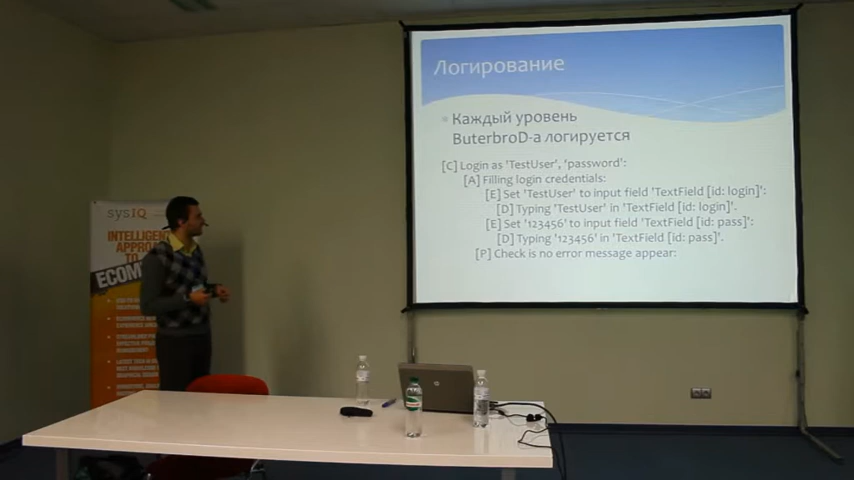 Логирование
Каждый уровень
ButerbroD-а логируется
[C] Login as 'TestUser', 'password':
[A] Filling login credentials:
[E] Set 'TestUser' to input field 'TextField [id: login]':
[D] Typing 'TestUser' in 'TextField [id: login]'.
[E] Set '123456' to input field 'TextField [id: pass]':
[D] Typing '123456' in 'TextField [id: pass]'.
[P] Check is no error message appear:
sysIQ
INTELLIGEN
APPROA
TO
ECOM